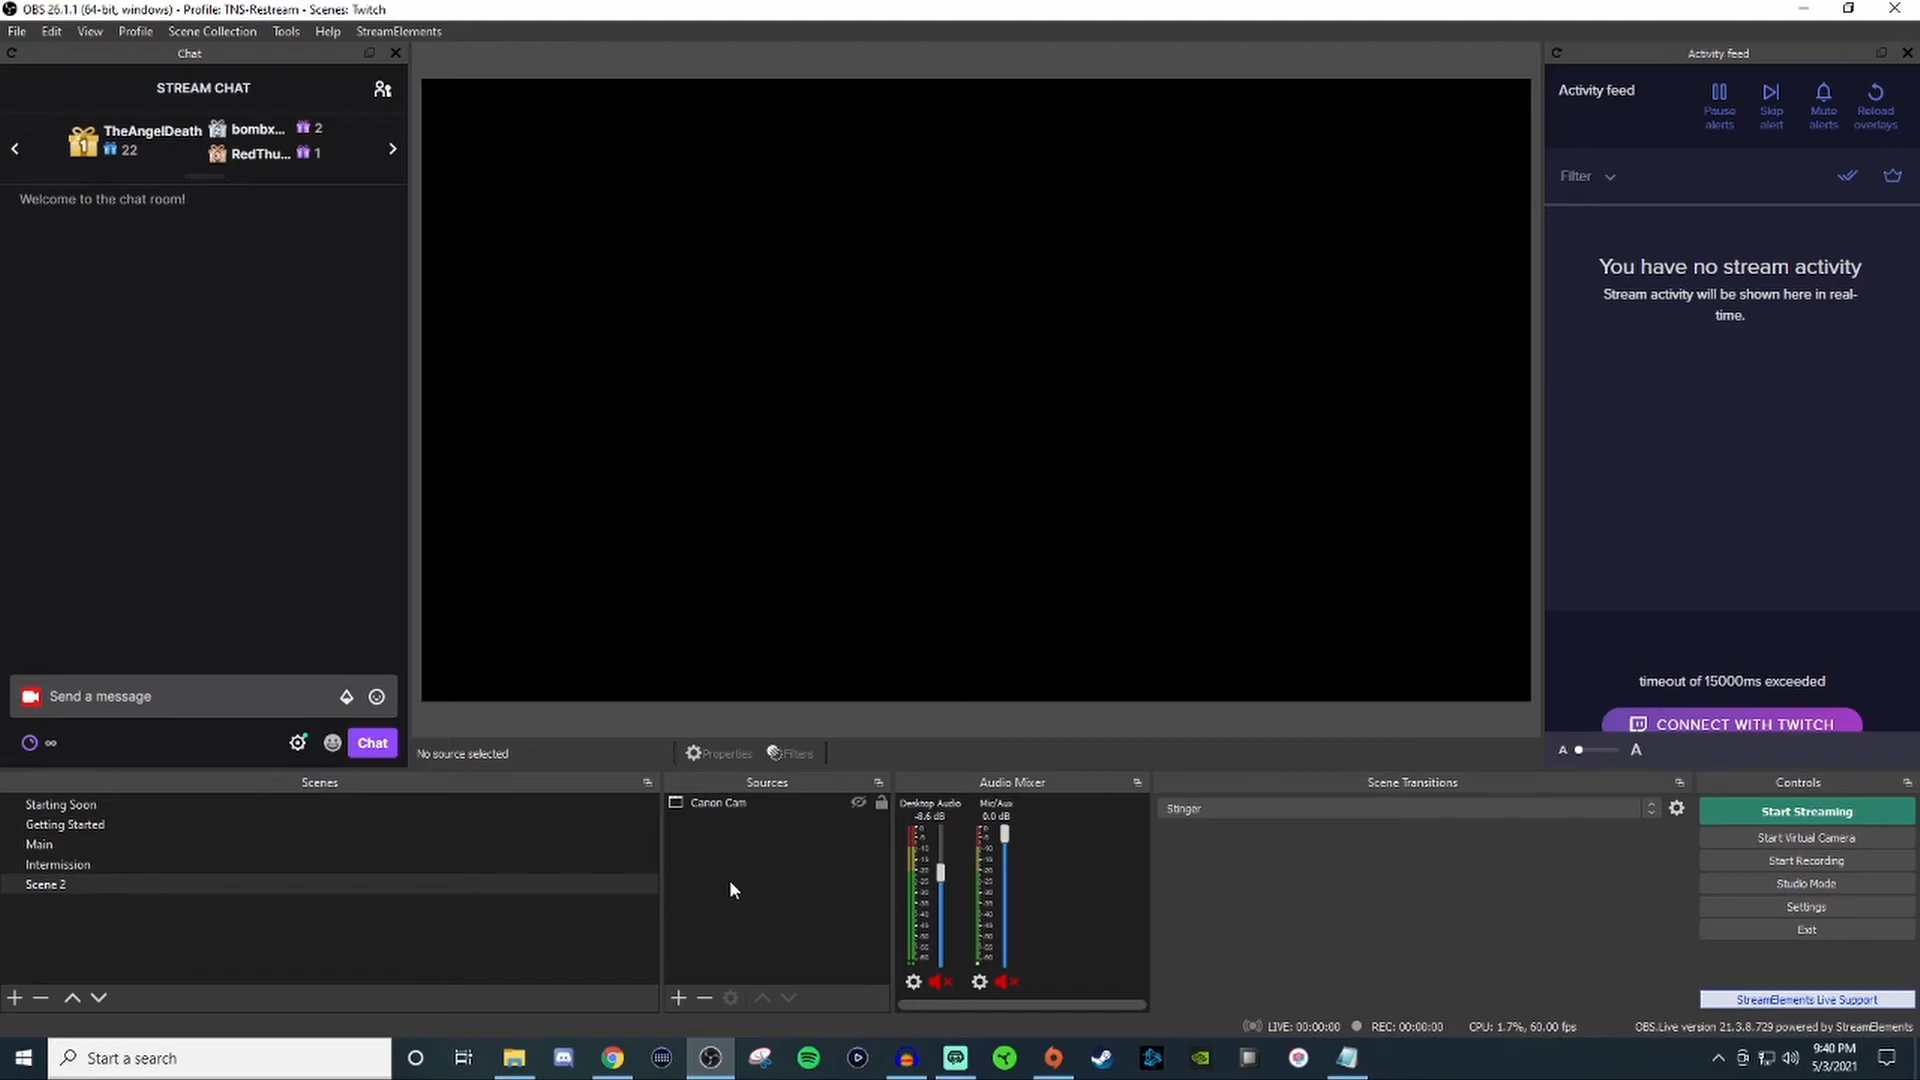 OBS 26.1.1 (64-bit, windows) - Profile: TNS-Restream - Scenes: Twitch
File Edit View Profile Scene Collection Tools Help StreamElements
Chat
STREAM CHAT
TheAngelDeath
22
bombx... 2
RedThu... 1
Welcome to the chat room!
Send a message
Chat
Activity feed
Activity feed
Pause alerts
Skip alert
Mute alerts
Reload overlays
Filter
You have no stream activity
Stream activity will be shown here in real-
time.
timeout of 15000ms exceeded
CONNECT WITH TWITCH
A A
No source selected Properties Filters
Scenes
Starting Soon
Getting Started
Main
Intermission
Scene 2
Sources
Canon Cam
Audio Mixer
Desktop Audio
-8.6 dB
Mic/Aux
0.0 dB
Scene Transitions
Stinger
Controls
Start Streaming
Start Virtual Camera
Start Recording
Studio Mode
Settings
Exit
StreamElements Live Support
LIVE: 00:00:00 REC: 00:00:00 CPU: 1.7%, 60.00 fps OBS.Live version 21.3.8.729 powered by StreamElements
Start a search
9:40 PM
5/3/2021